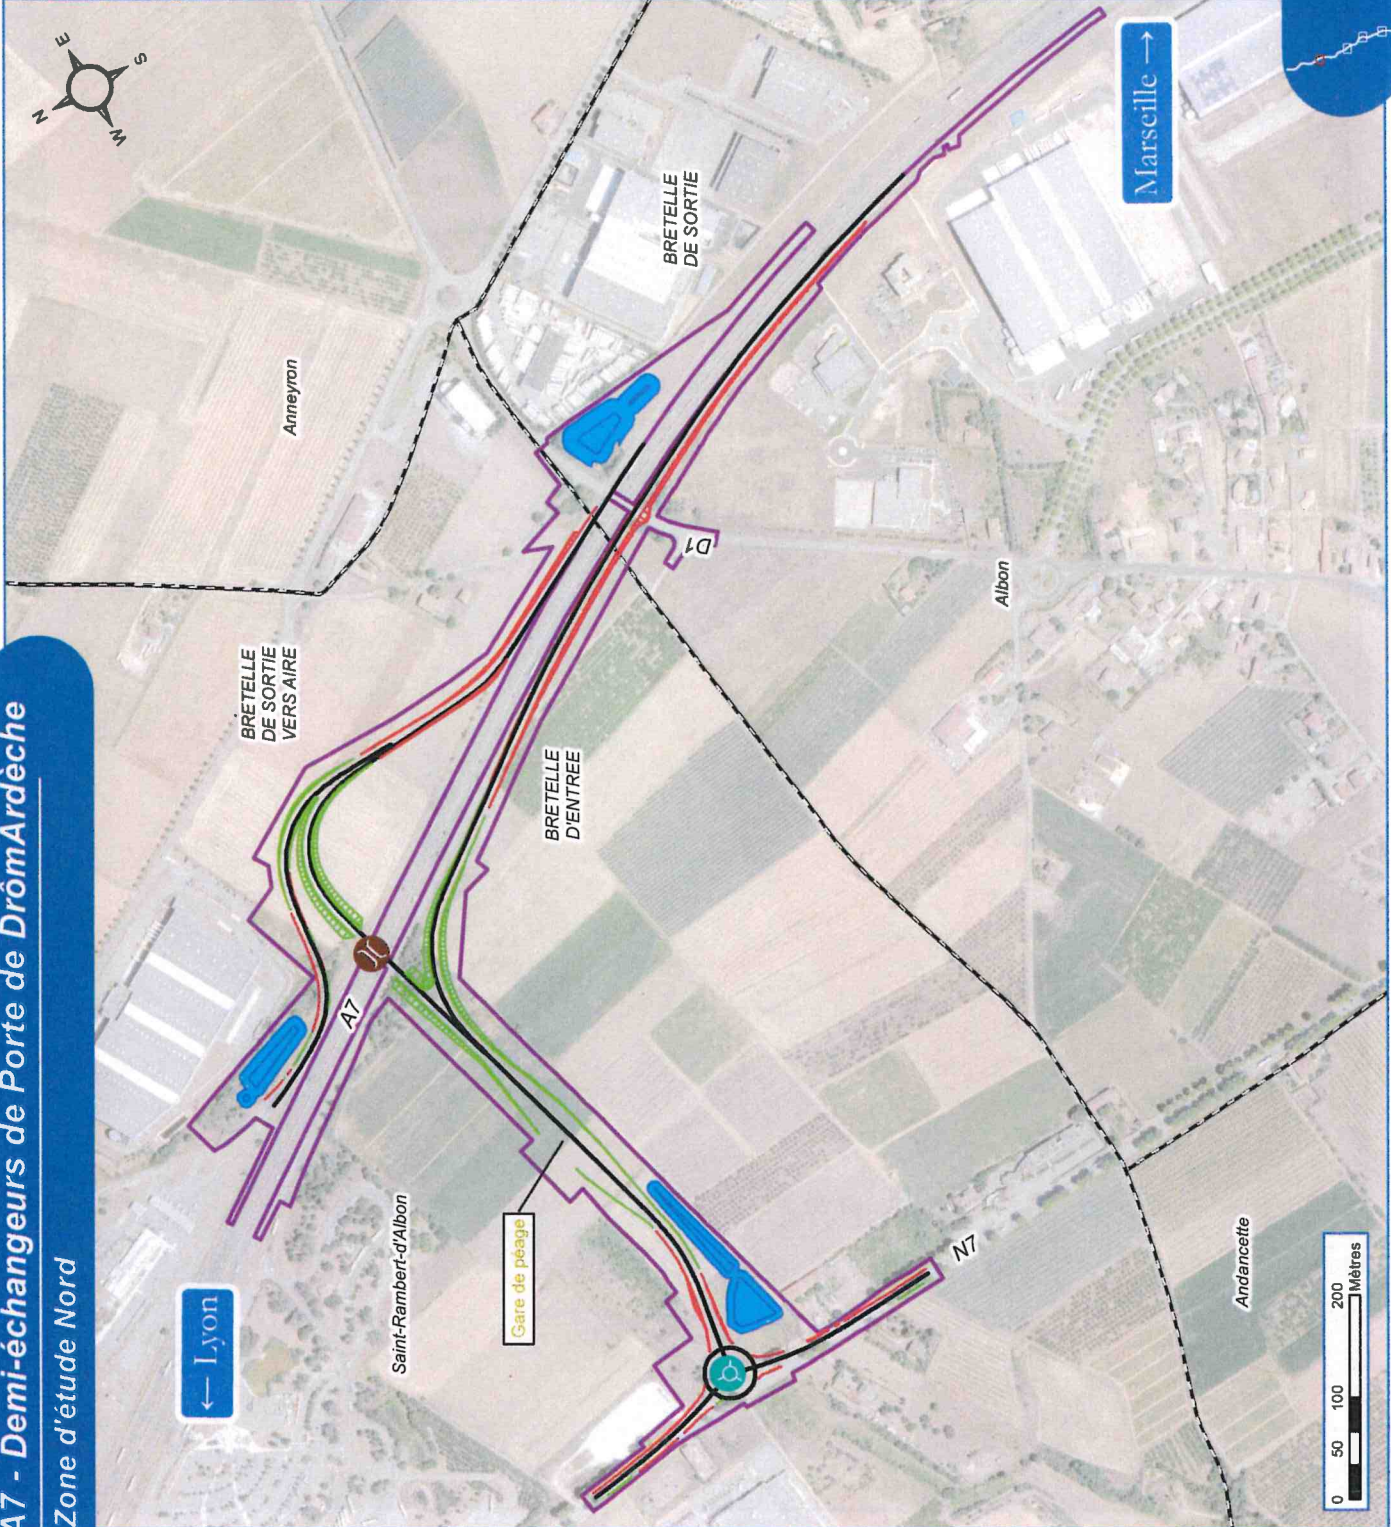 A7 - Demi-échangeurs de Porte de DrômArdèche
Zone d'étude Nord
← Lyon
Saint-Rambert-d'Albon
Gare de péage
A7
BRETELLE
DE SORTIE
VERS AIRE
Anneyron
N
E
S
W
BRETELLE
D'ENTREE
BRETELLE
DE SORTIE
D1
Albon
Marseille →
N7
Andancette
0 50 100 200
Mètres